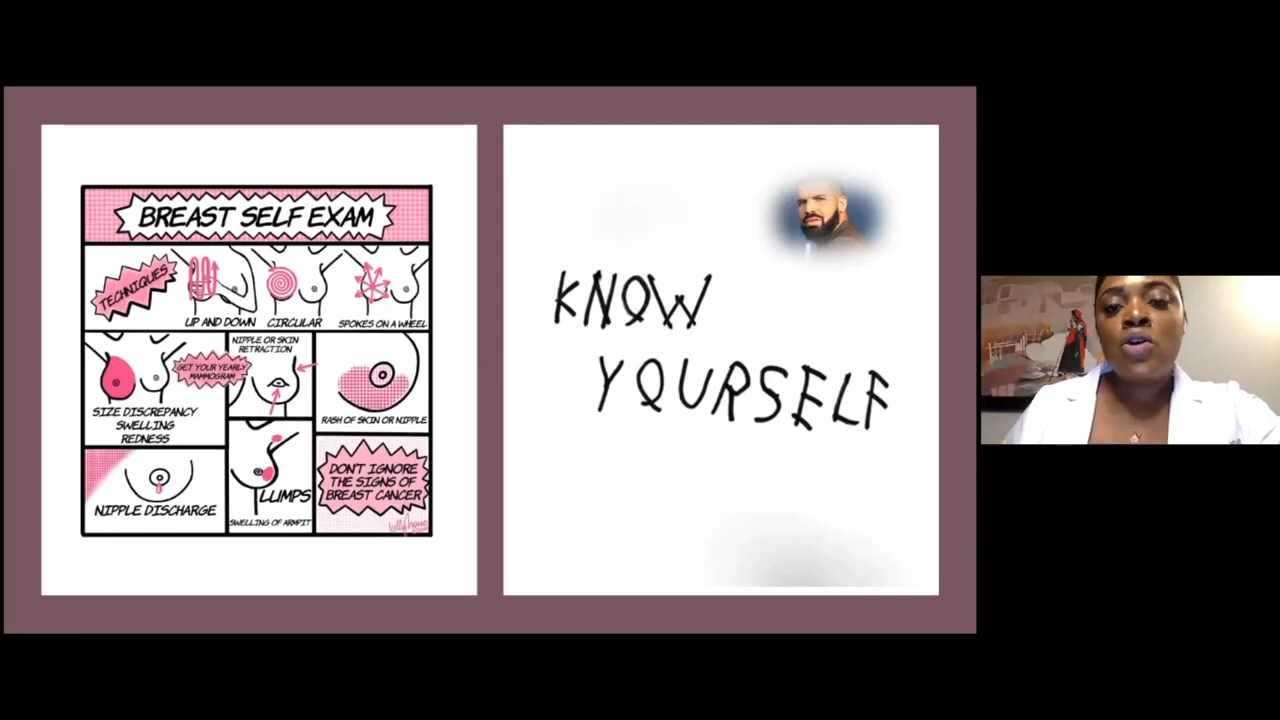 BREAST SELF EXAM
TECHNIQUES
UP AND DOWN
CIRCULAR
SPOKES ON A WHEEL
SIZE DISCREPANCY
SWELLING
REDNESS
GET YOUR YEARLY
MAMMOGRAM
NIPPLE OR SKIN
RETRACTION
RASH OF SKIN OR NIPPLE
NIPPLE DISCHARGE
LUMPS
SWELLING OF ARMPIT
DON'T IGNORE
THE SIGNS OF
BREAST CANCER
KNOW
YOURSELF